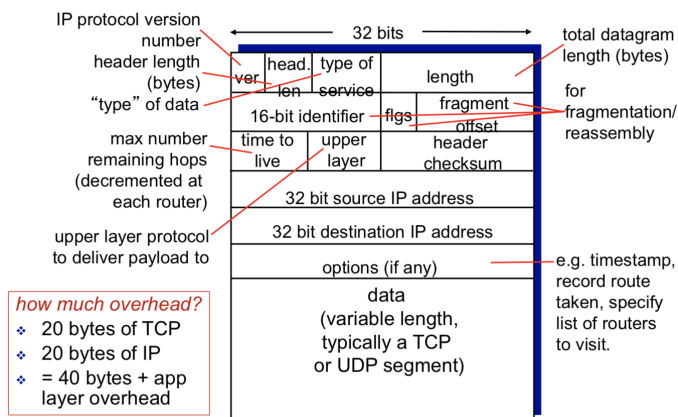 IP protocol version
number
header length
(bytes)
“type” of data
max number
remaining hops
(decremented at
each router)
upper layer protocol
to deliver payload to
32 bits
ver
head.
len
type of
service
length
16-bit identifier
flgs
fragment
offset
time to
live
upper
layer
header
checksum
32 bit source IP address
32 bit destination IP address
options (if any)
data
(variable length,
typically a TCP
or UDP segment)
total datagram
length (bytes)
for
fragmentation/
reassembly
e.g. timestamp,
record route
taken, specify
list of routers
to visit.
how much overhead?
❖ 20 bytes of TCP
❖ 20 bytes of IP
❖ = 40 bytes + app
layer overhead